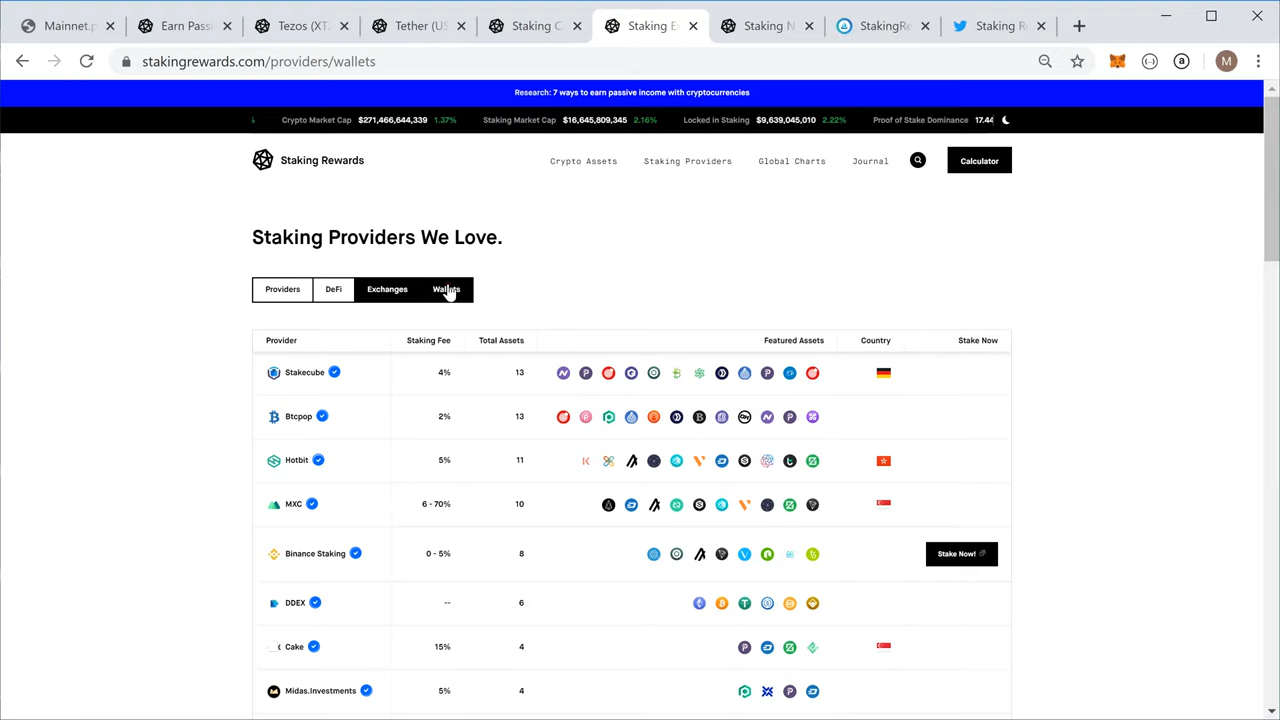 Mainnet.p
Earn Passi
Tezos (XT
Tether (US
Staking C
Staking E
Staking N
StakingRe
Staking R
stakingrewards.com/providers/wallets
M
Research: 7 ways to earn passive income with cryptocurrencies
Crypto Market Cap $271,466,644,339 1.37% Staking Market Cap $16,645,809,345 2.16% Locked in Staking $9,639,045,010 2.22% Proof of Stake Dominance 17.44
Staking Rewards
Crypto Assets
Staking Providers
Global Charts
Journal
Calculator
Staking Providers We Love.
Providers
DeFi
Exchanges
Wallets
Provider Staking Fee Total Assets Featured Assets Country Stake Now
Stakecube 4% 13
Btcpop 2% 13
Hotbit 5% 11
MXC 6 - 70% 10
Binance Staking 0 - 5% 8 Stake Now!
DDEX -- 6
Cake 15% 4
Midas.Investments 5% 4